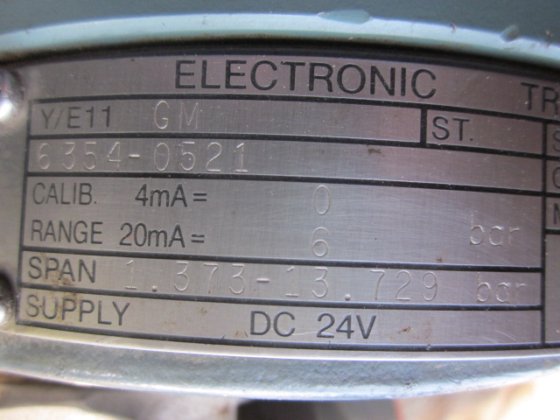 ELECTRONIC TR
Y/E11 GM ST.
6354-0521
CALIB. 4mA= 0
RANGE 20mA= 6 bar
SPAN 1.373-13.729 bar
SUPPLY DC 24V